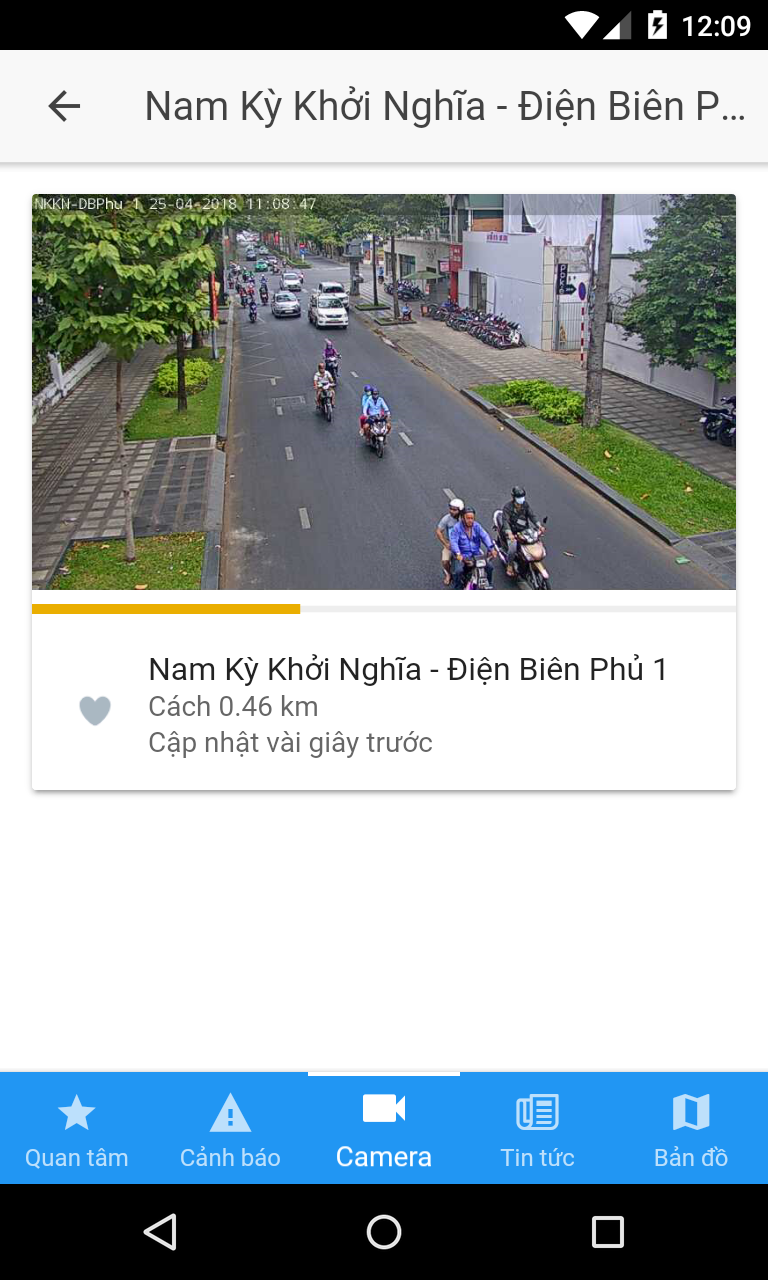 12:09
Nam Kỳ Khởi Nghĩa - Điện Biên P...
NKKN-DBPhu 1 25-04-2018 11:08:47
Nam Kỳ Khởi Nghĩa - Điện Biên Phủ 1
Cách 0.46 km
Cập nhật vài giây trước
Quan tâm
Cảnh báo
Camera
Tin tức
Bản đồ